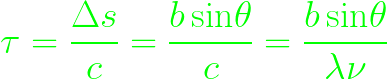 τ = Δs/c = b sinθ/c = b sinθ/λν